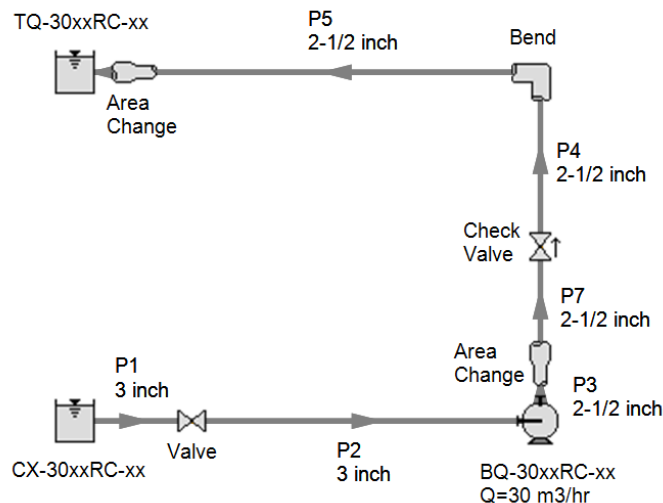 TQ-30xxRC-xx
P5
2-1/2 inch
Bend
Area
Change
P4
2-1/2 inch
Check
Valve
P7
2-1/2 inch
Area
Change
P3
2-1/2 inch
P1
3 inch
Valve
P2
3 inch
CX-30xxRC-xx
BQ-30xxRC-xx
Q=30 m3/hr